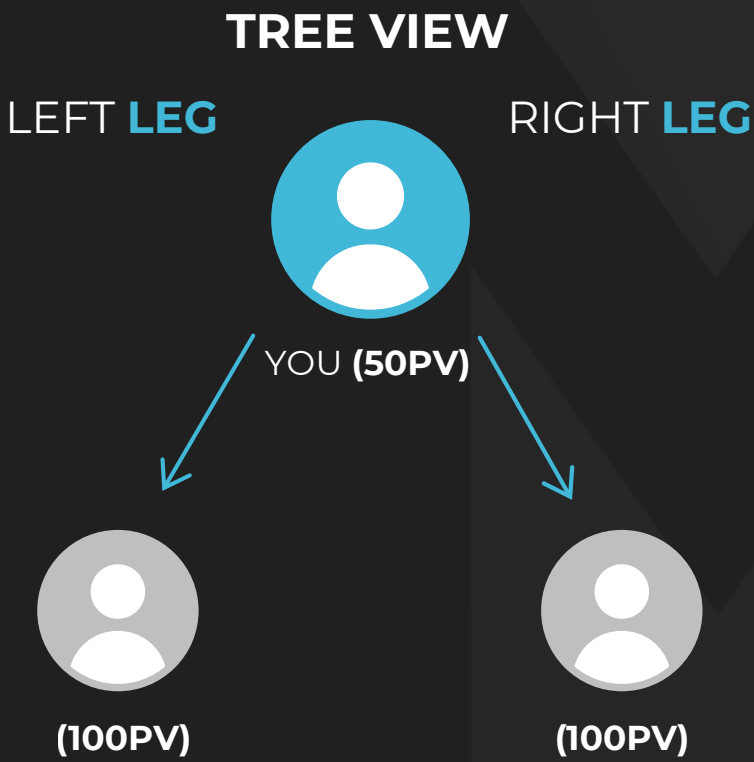 TREE VIEW
LEFT LEG
RIGHT LEG
YOU (50PV)
(100PV)
(100PV)